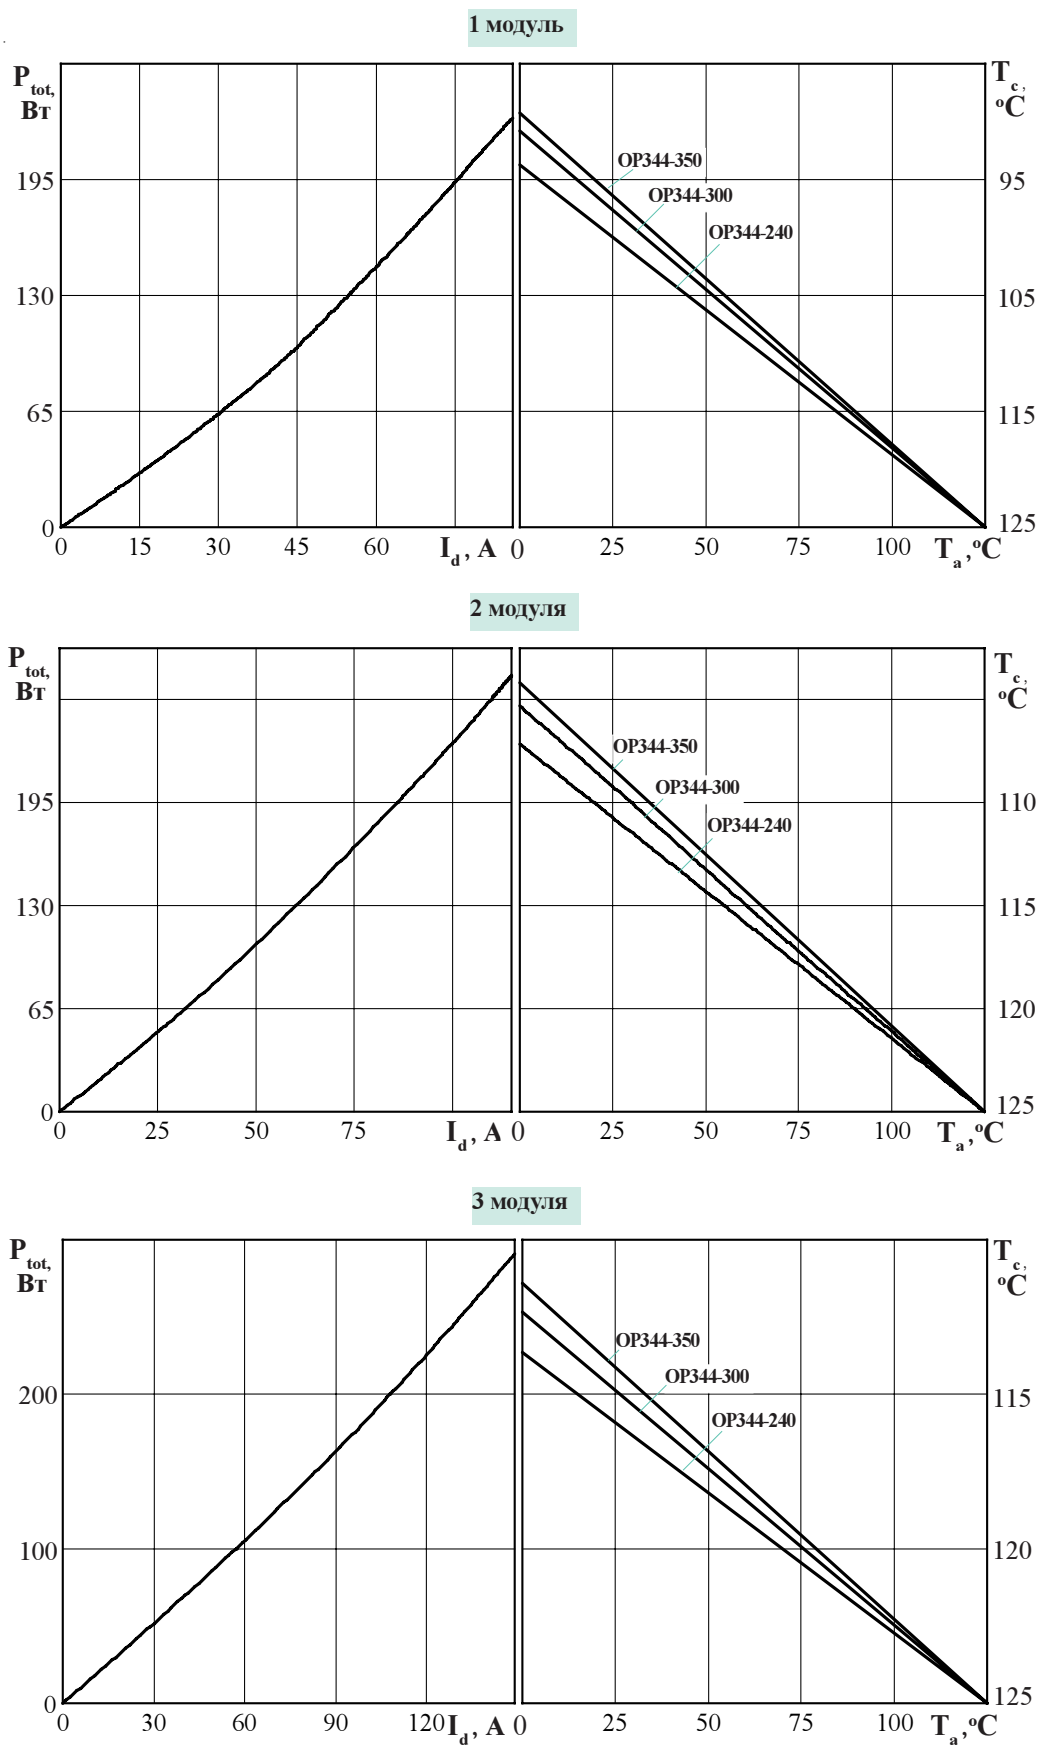 1 модуль
P tot, Вт
T c, °C
OP344-350
195
OP344-300
95
OP344-240
130
105
65
115
0
125
0 15 30 45 60 I d , А 0 25 50 75 100 T a ,°C
2 модуля
P tot, Вт
T c, °C
OP344-350
OP344-300
195
110
OP344-240
130
115
65
120
0
125
0 25 50 75 I d , А 0 25 50 75 100 T a ,°C
3 модуля
P tot, Вт
T c, °C
OP344-350
OP344-300
200
115
OP344-240
100
120
0
125
0 30 60 90 120 I d , А 0 25 50 75 100 T a ,°C